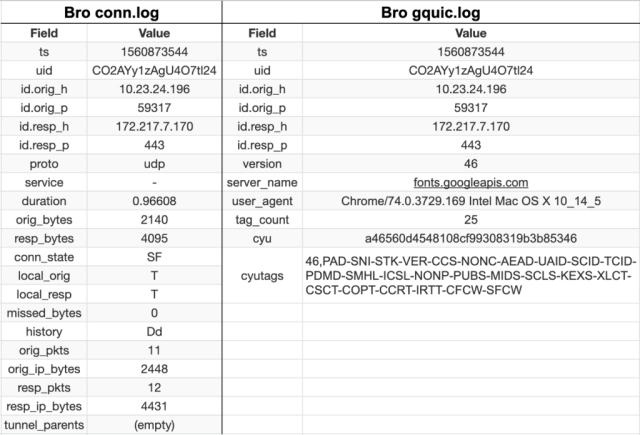 Bro conn.log Bro gquic.log
Field Value Field Value
ts 1560873544 ts 1560873544
uid CO2AYy1zAgU4O7tl24 uid CO2AYy1zAgU4O7tl24
id.orig_h 10.23.24.196 id.orig_h 10.23.24.196
id.orig_p 59317 id.orig_p 59317
id.resp_h 172.217.7.170 id.resp_h 172.217.7.170
id.resp_p 443 id.resp_p 443
proto udp version 46
service - server_name fonts.googleapis.com
duration 0.96608 user_agent Chrome/74.0.3729.169 Intel Mac OS X 10_14_5
orig_bytes 2140 tag_count 25
resp_bytes 4095 cyu a46560d4548108cf99308319b3b85346
conn_state SF 46,PAD-SNI-STK-VER-CCS-NONC-AEAD-UAID-SCID-TCID-
local_orig T cyutags PDMD-SMHL-ICSL-NONP-PUBS-MIDS-SCLS-KEXS-XLCT-
local_resp T CSCT-COPT-CCRT-IRTT-CFCW-SFCW
missed_bytes 0
history Dd
orig_pkts 11
orig_ip_bytes 2448
resp_pkts 12
resp_ip_bytes 4431
tunnel_parents (empty)